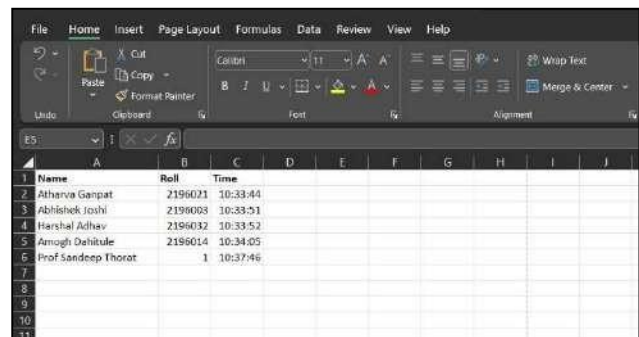 File Home Insert Page Layout Formulas Data Review View Help
Cut
Calibri 11 A A Wrap Text
Paste Copy
Format Painter B I U A Merge & Center
Undo Clipboard Font Alignment
E5 fx
A B C D E F G H I J
1 Name Roll Time
2 Atharva Ganpat 2196021 10:33:44
3 Abhishek Joshi 2196003 10:33:51
4 Harshal Adhav 2196032 10:33:52
5 Amogh Dahitule 2196014 10:34:05
6 Prof Sandeep Thorat 1 10:37:46
7
8
9
10
11